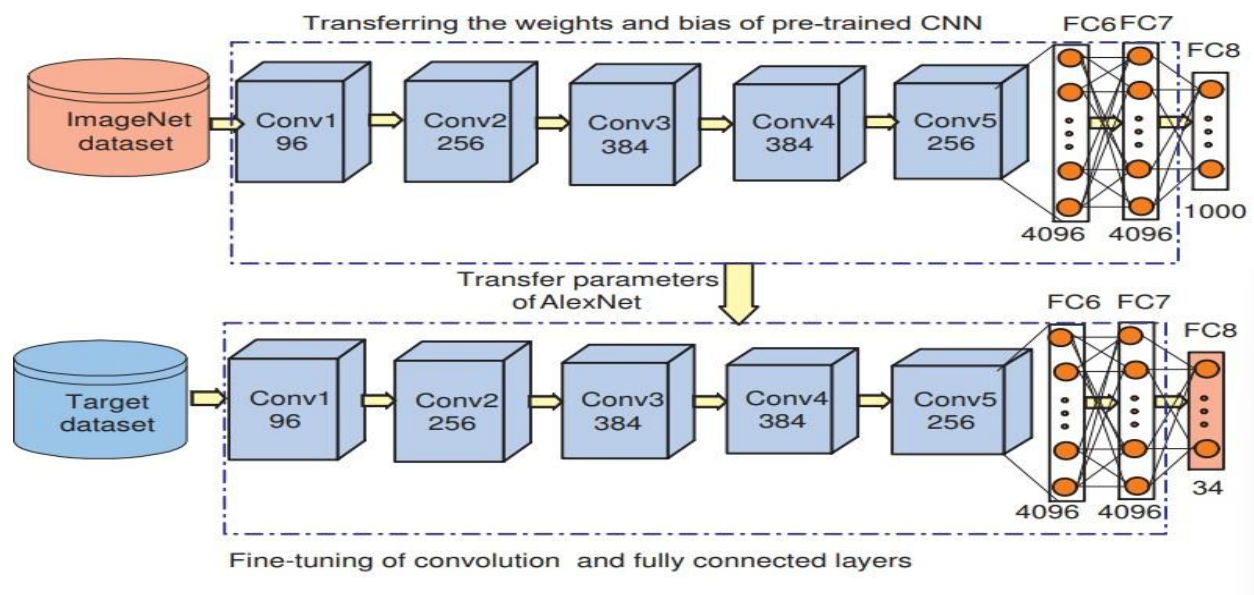 Transferring the weights and bias of pre-trained CNN
FC6 FC7
FC8
ImageNet
dataset
Conv1
96
Conv2
256
Conv3
384
Conv4
384
Conv5
256
4096 4096
1000
Transfer parameters
of AlexNet
FC6 FC7
FC8
Target
dataset
Conv1
96
Conv2
256
Conv3
384
Conv4
384
Conv5
256
4096 4096
34
Fine-tuning of convolution and fully connected layers